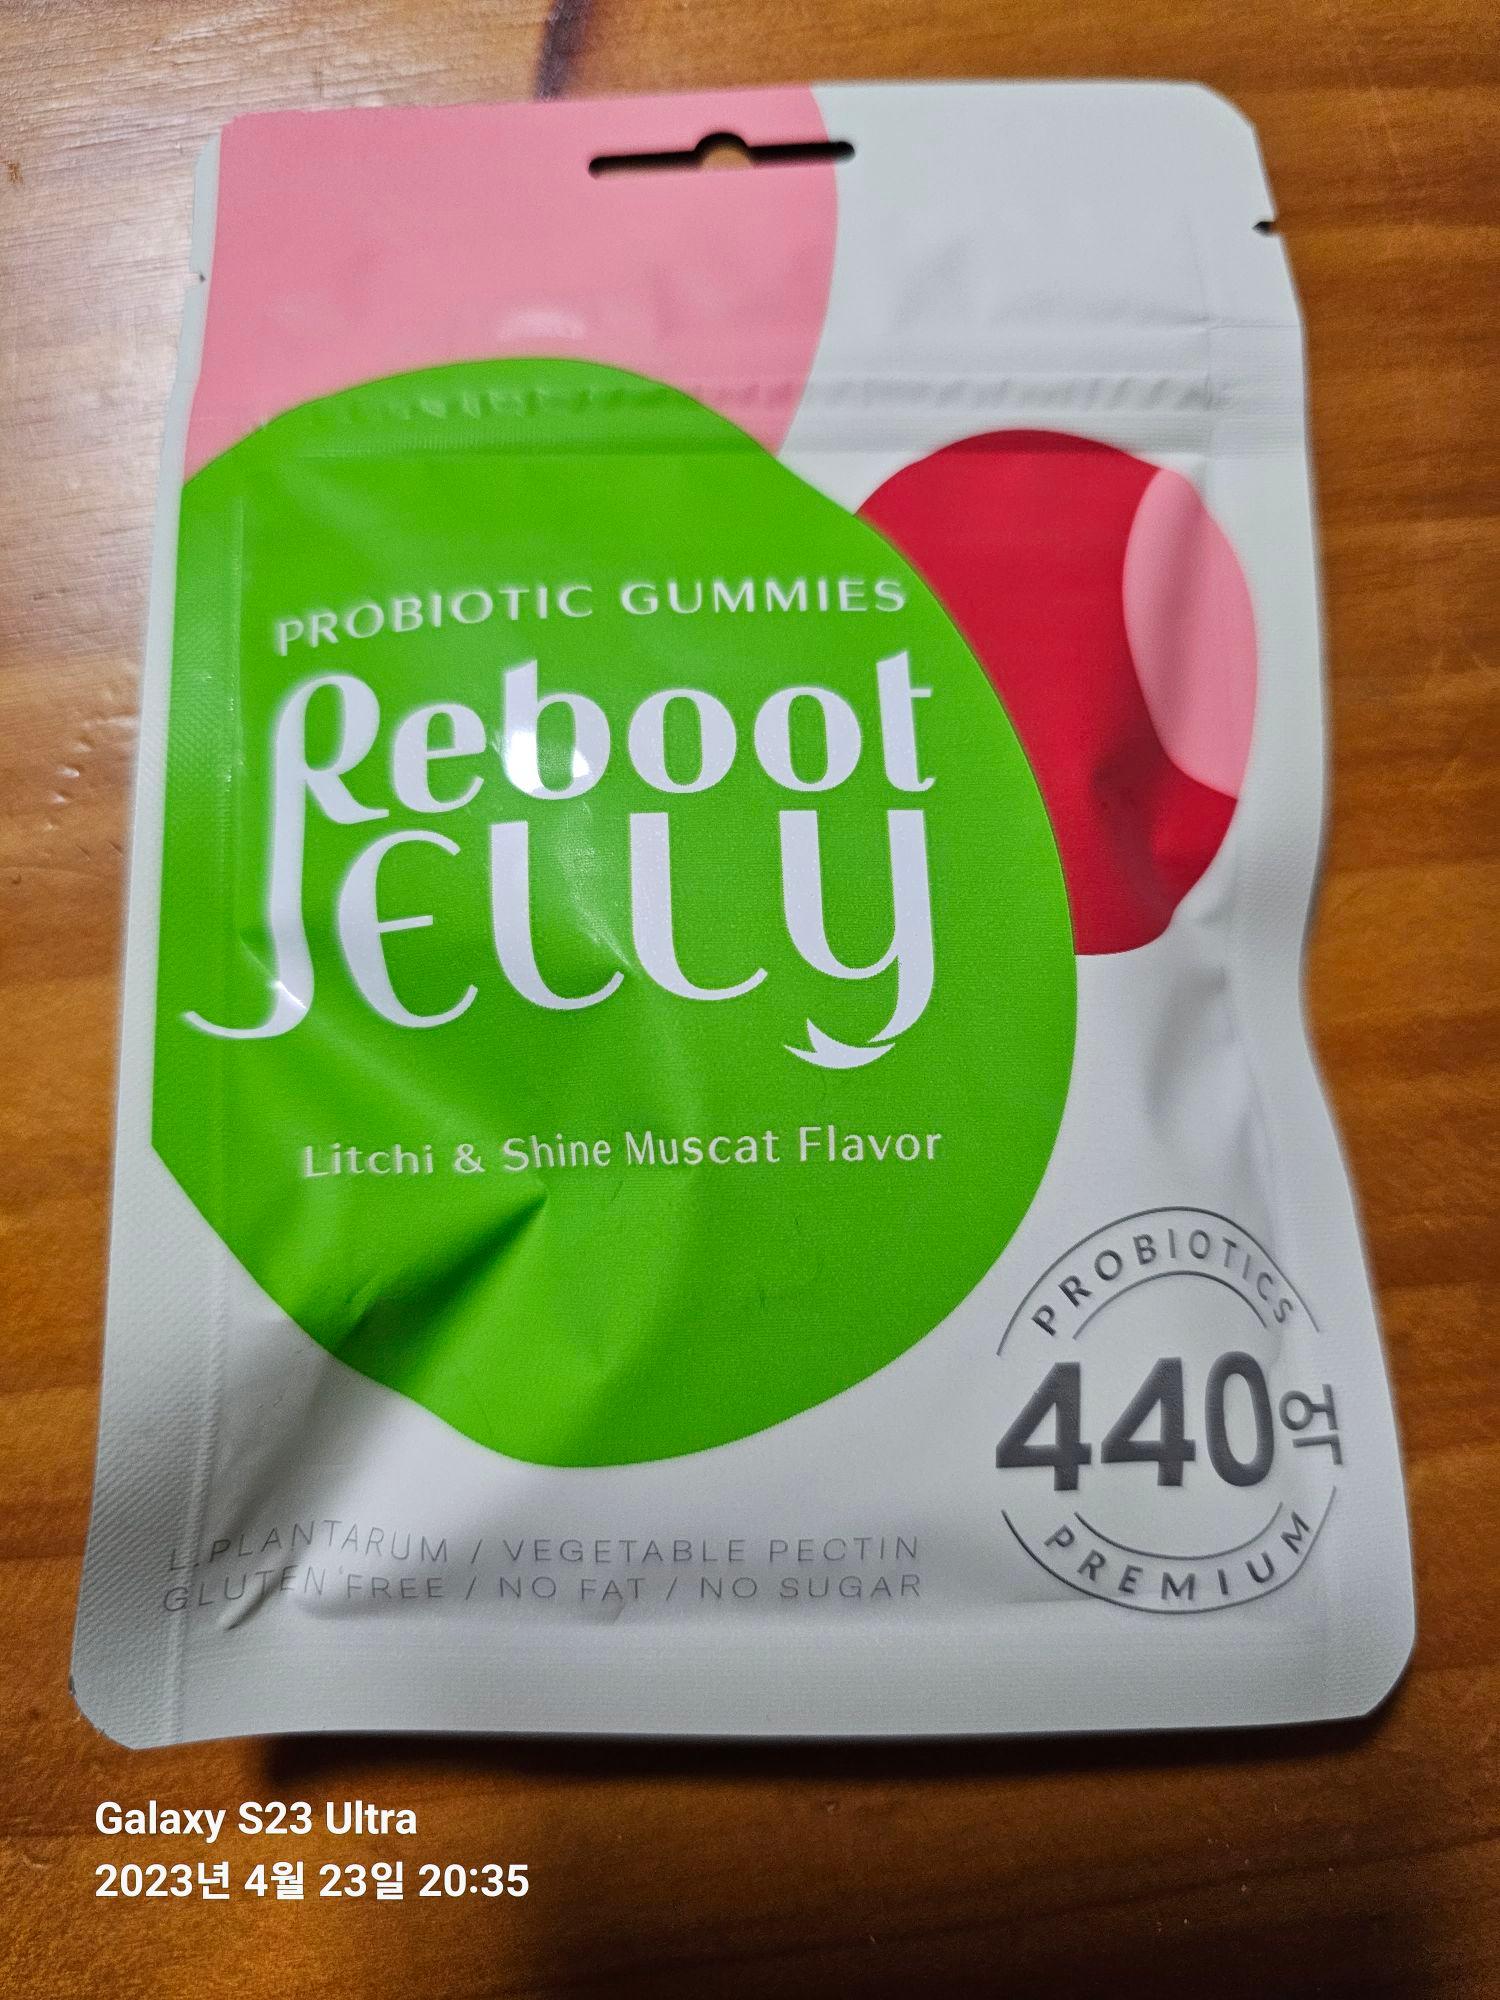 PROBIOTIC GUMMIES
Reboot
JELLY
Litchi & Shine Muscat Flavor
PROBIOTICS
440억
PREMIUM
L.PLANTARUM / VEGETABLE PECTIN
GLUTEN FREE / NO FAT / NO SUGAR
Galaxy S23 Ultra
2023년 4월 23일 20:35